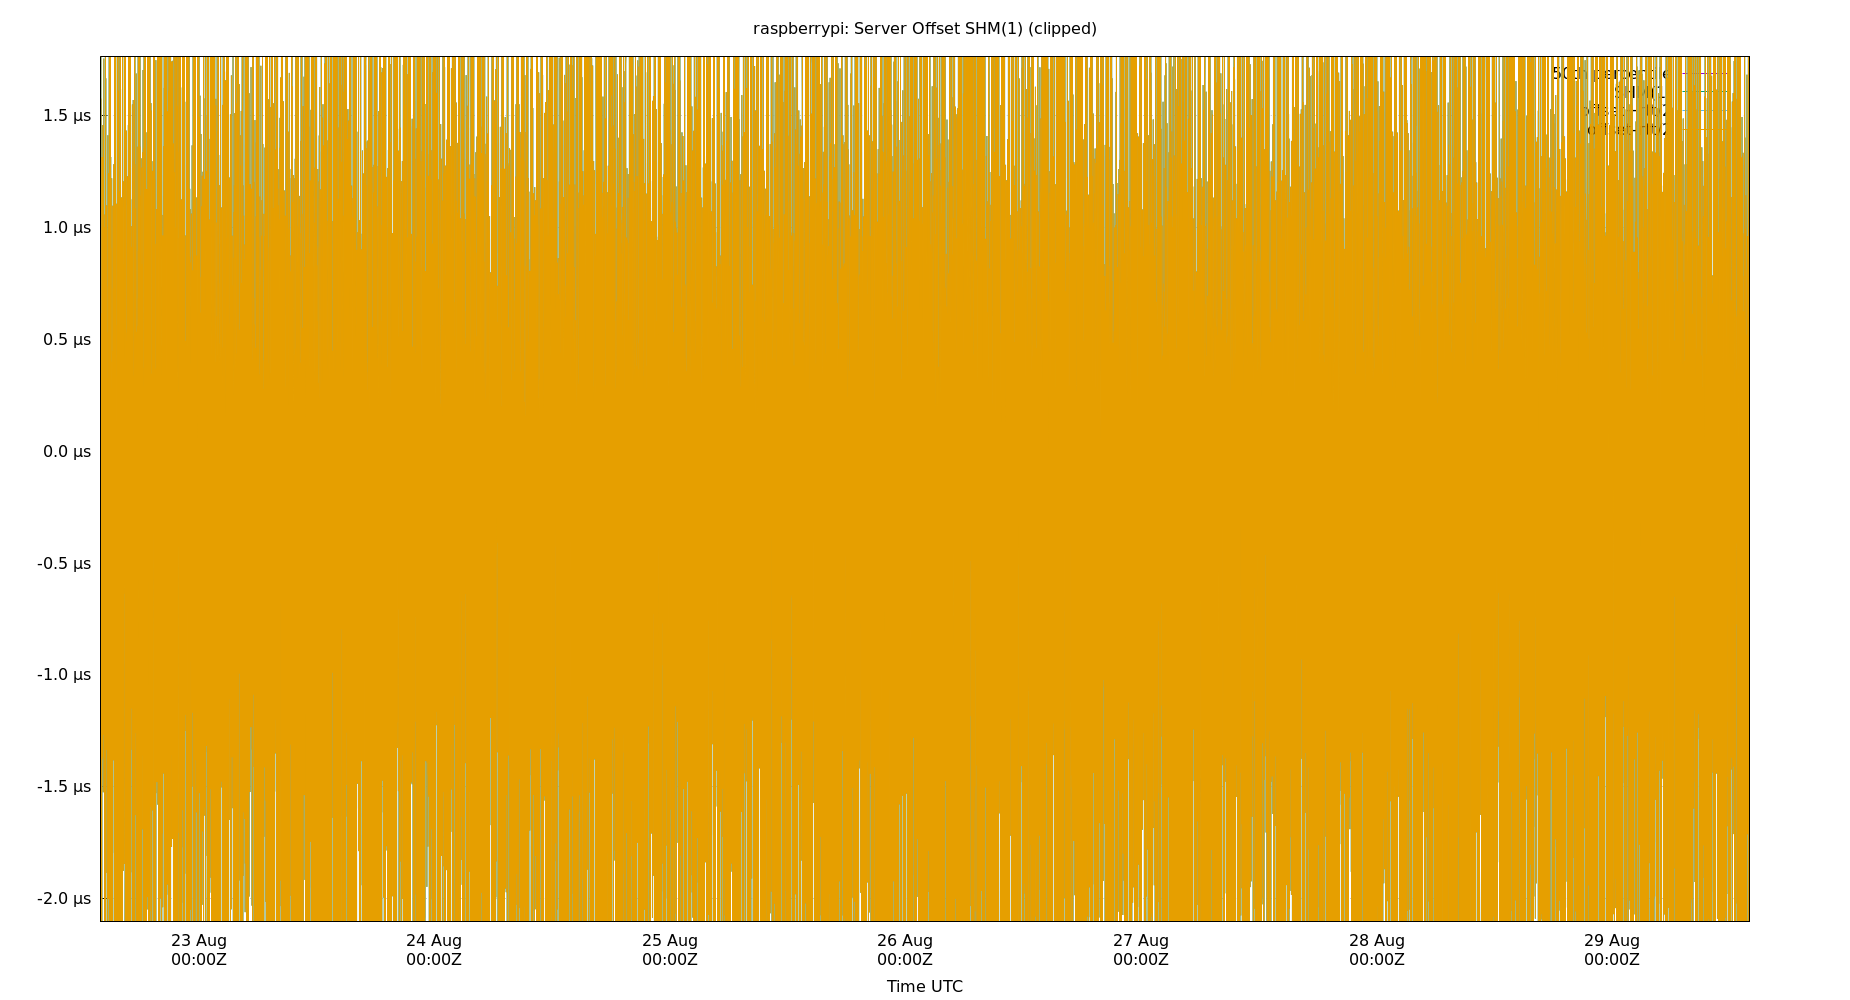 raspberrypi: Server Offset SHM(1) (clipped)
1.5 µs
1.0 µs
0.5 µs
0.0 µs
-0.5 µs
-1.0 µs
-1.5 µs
-2.0 µs
23 Aug
00:00Z
24 Aug
00:00Z
25 Aug
00:00Z
26 Aug
00:00Z
27 Aug
00:00Z
28 Aug
00:00Z
29 Aug
00:00Z
Time UTC